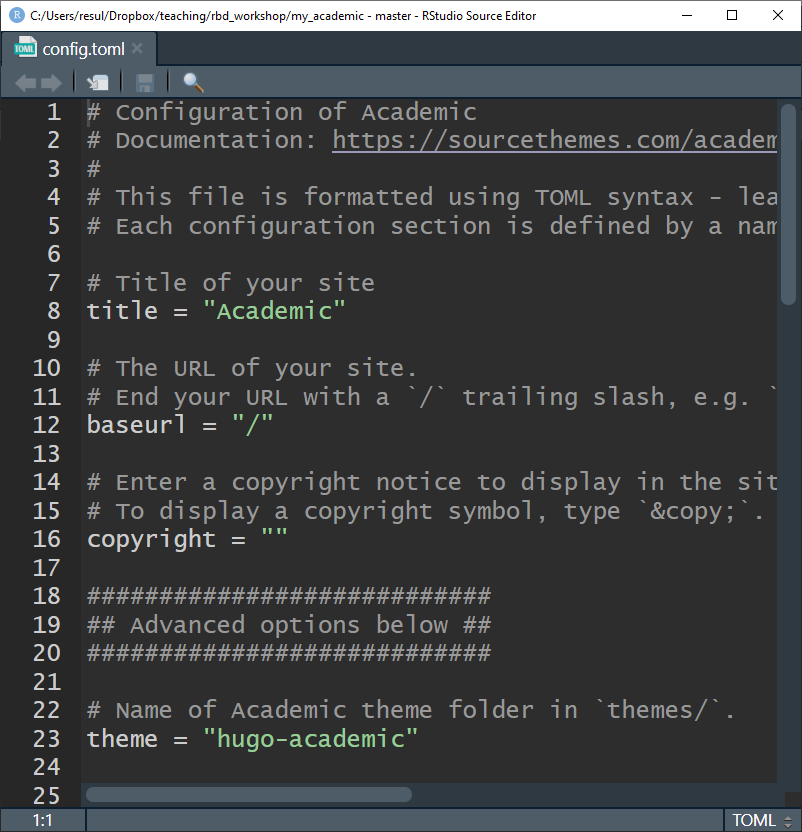 C:/Users/resul/Dropbox/teaching/rbd_workshop/my_academic - master - RStudio Source Editor
TOML config.toml
1 # Configuration of Academic
2 # Documentation: https://sourcethemes.com/academ
3 #
4 # This file is formatted using TOML syntax - lea
5 # Each configuration section is defined by a nam
6
7 # Title of your site
8 title = "Academic"
9
10 # The URL of your site.
11 # End your URL with a `/` trailing slash, e.g. `
12 baseurl = "/"
13
14 # Enter a copyright notice to display in the sit
15 # To display a copyright symbol, type `&copy;`.
16 copyright = ""
17
18 ############################
19 ## Advanced options below ##
20 ############################
21
22 # Name of Academic theme folder in `themes/`.
23 theme = "hugo-academic"
24
25
1:1 TOML